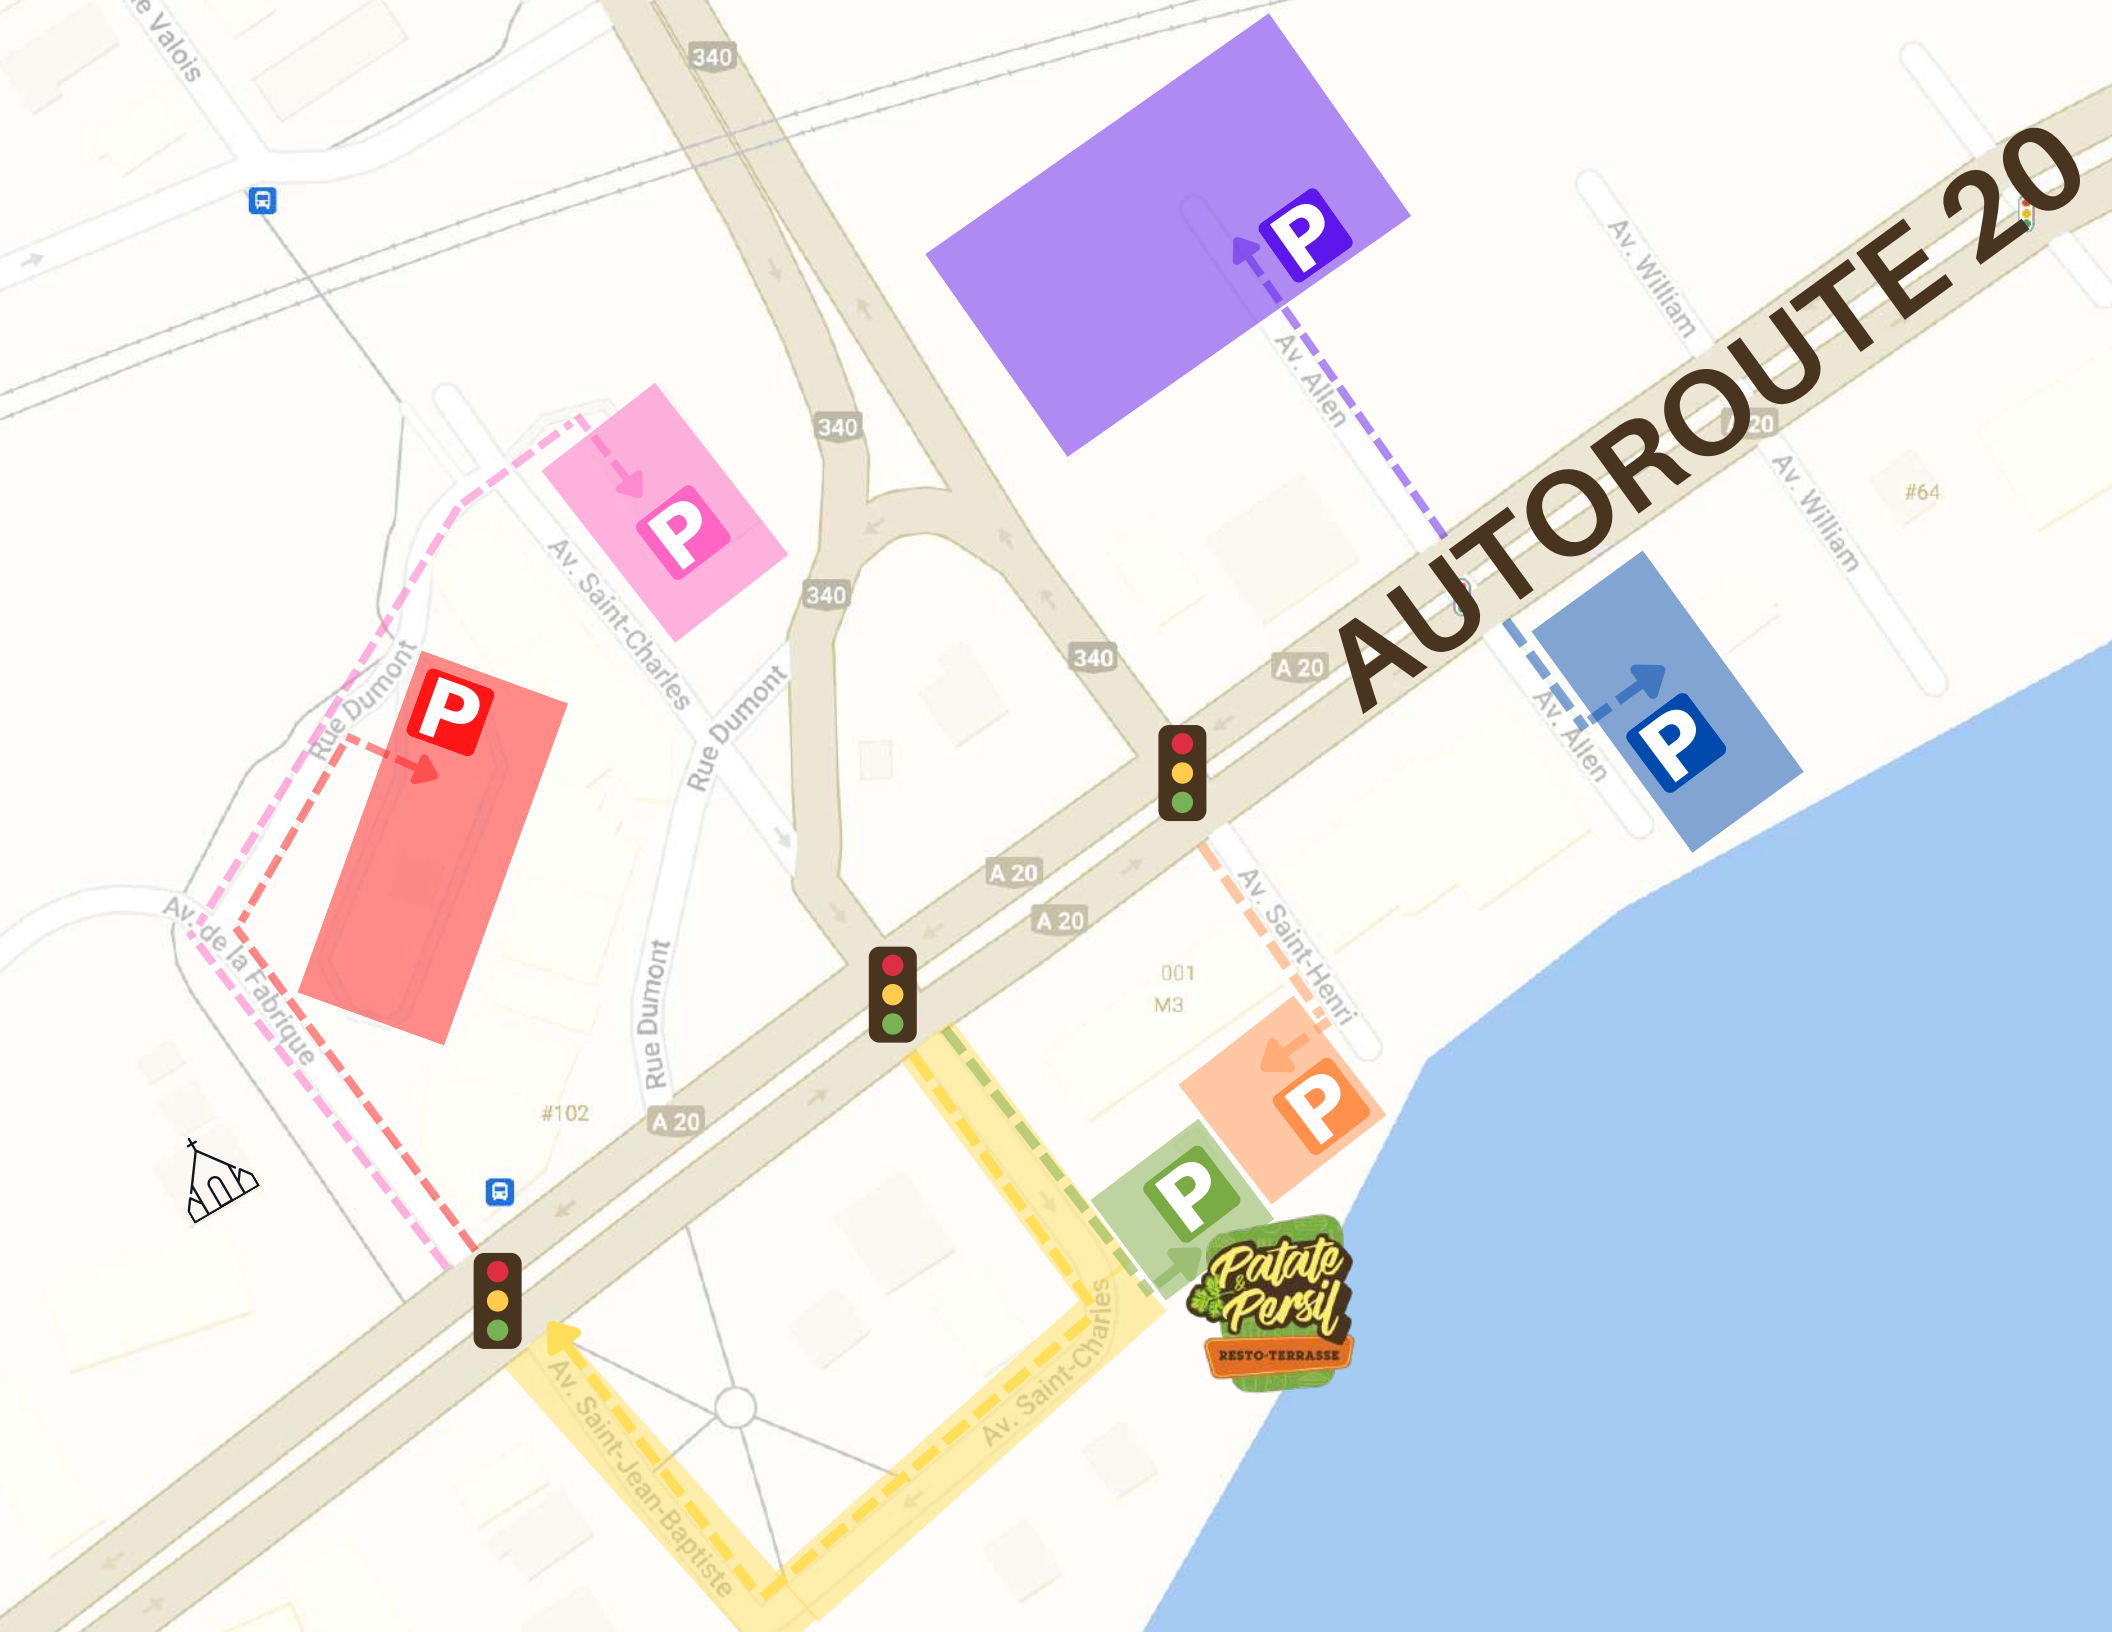 e Valois
340
AUTOROUTE 20
P
Av. William
Av. Allen
340
A 20
Av. William
#64
P
Av. Saint-Charles
340
Rue Dumont
P
340
A 20
Rue Dumont
Av. Allen
P
A 20
A 20
Av. Saint-Henri
Av. de la Fabrique
Rue Dumont
001
M3
#102
A 20
P
P
Patate
&
Persil
RESTO-TERRASSE
Av. Saint-Charles
Av. Saint-Jean-Baptiste